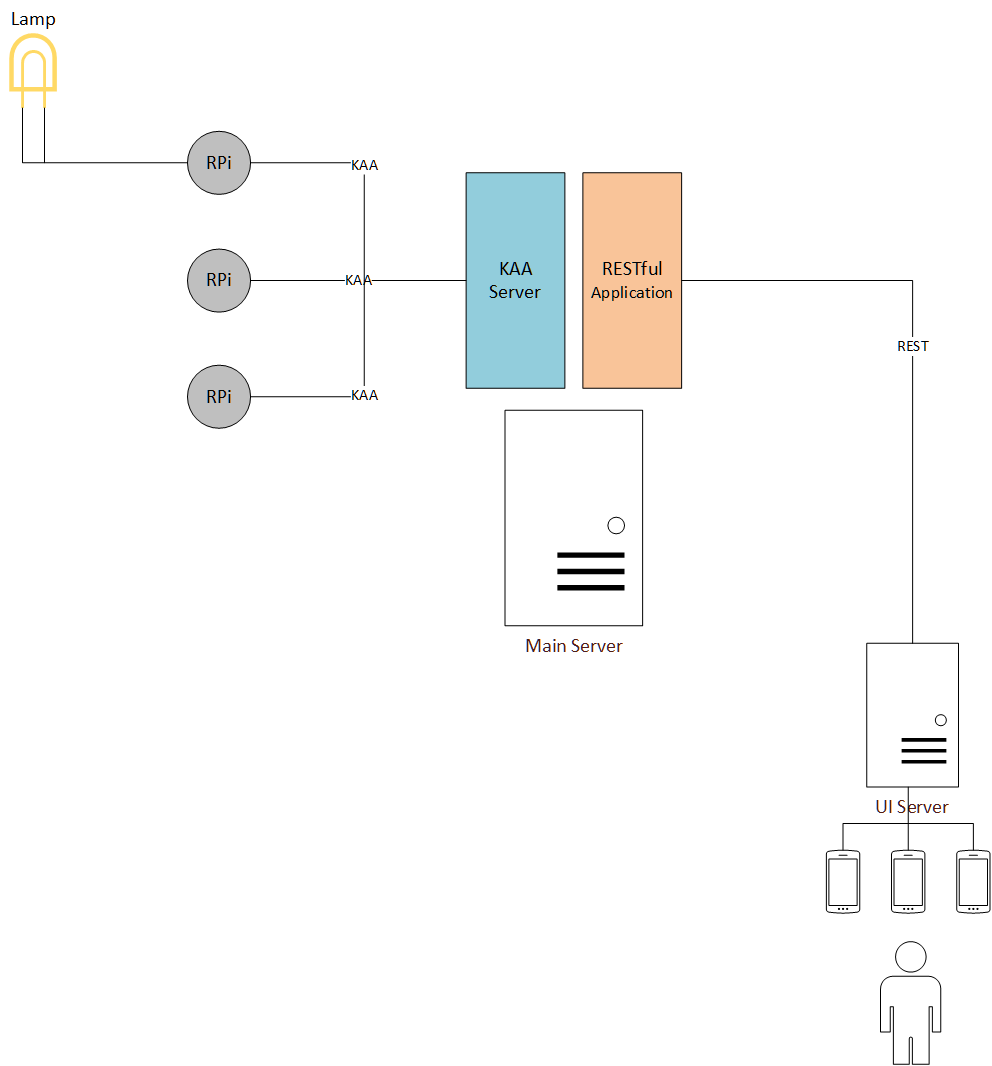 Lamp
RPi
KAA
RPi
KAA
RPi
KAA
KAA
Server
RESTful
Application
REST
Main Server
UI Server